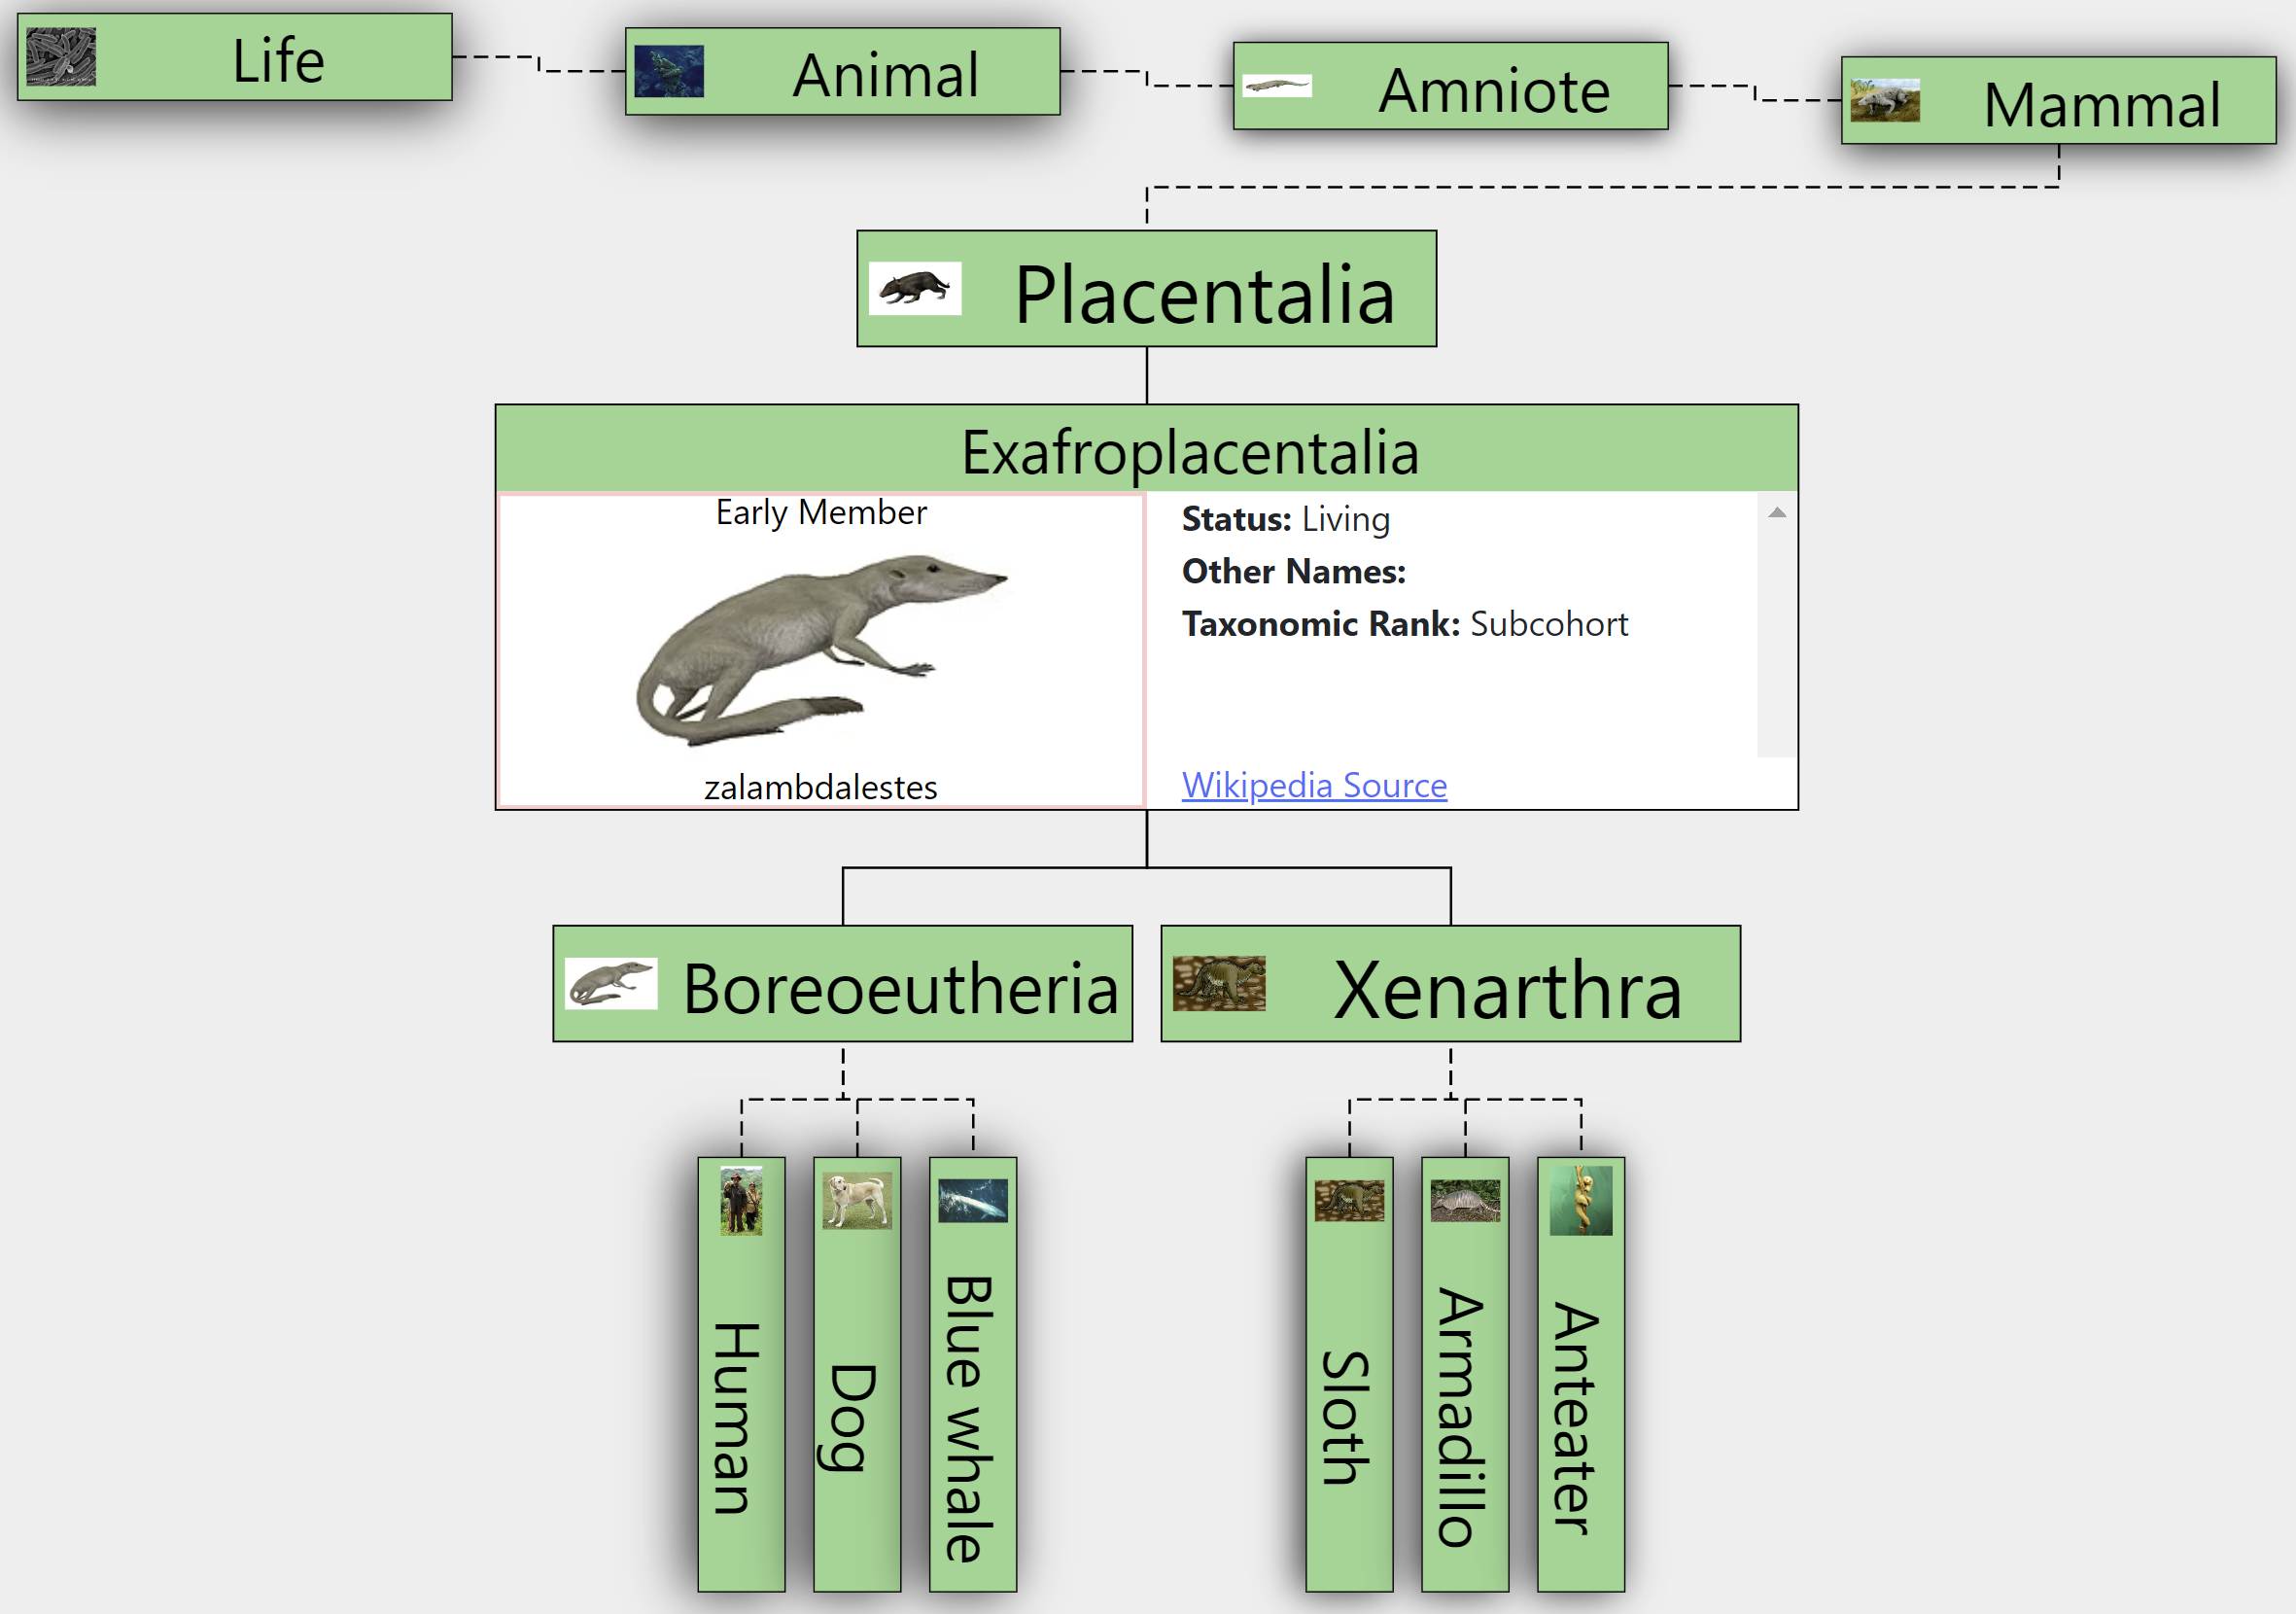 Life
Animal
Amniote
Mammal
Placentalia
Exafroplacentalia
Early Member
zalambdalestes
Status: Living
Other Names:
Taxonomic Rank: Subcohort
Wikipedia Source
Boreoeutheria
Xenarthra
Human
Dog
Blue whale
Sloth
Armadillo
Anteater